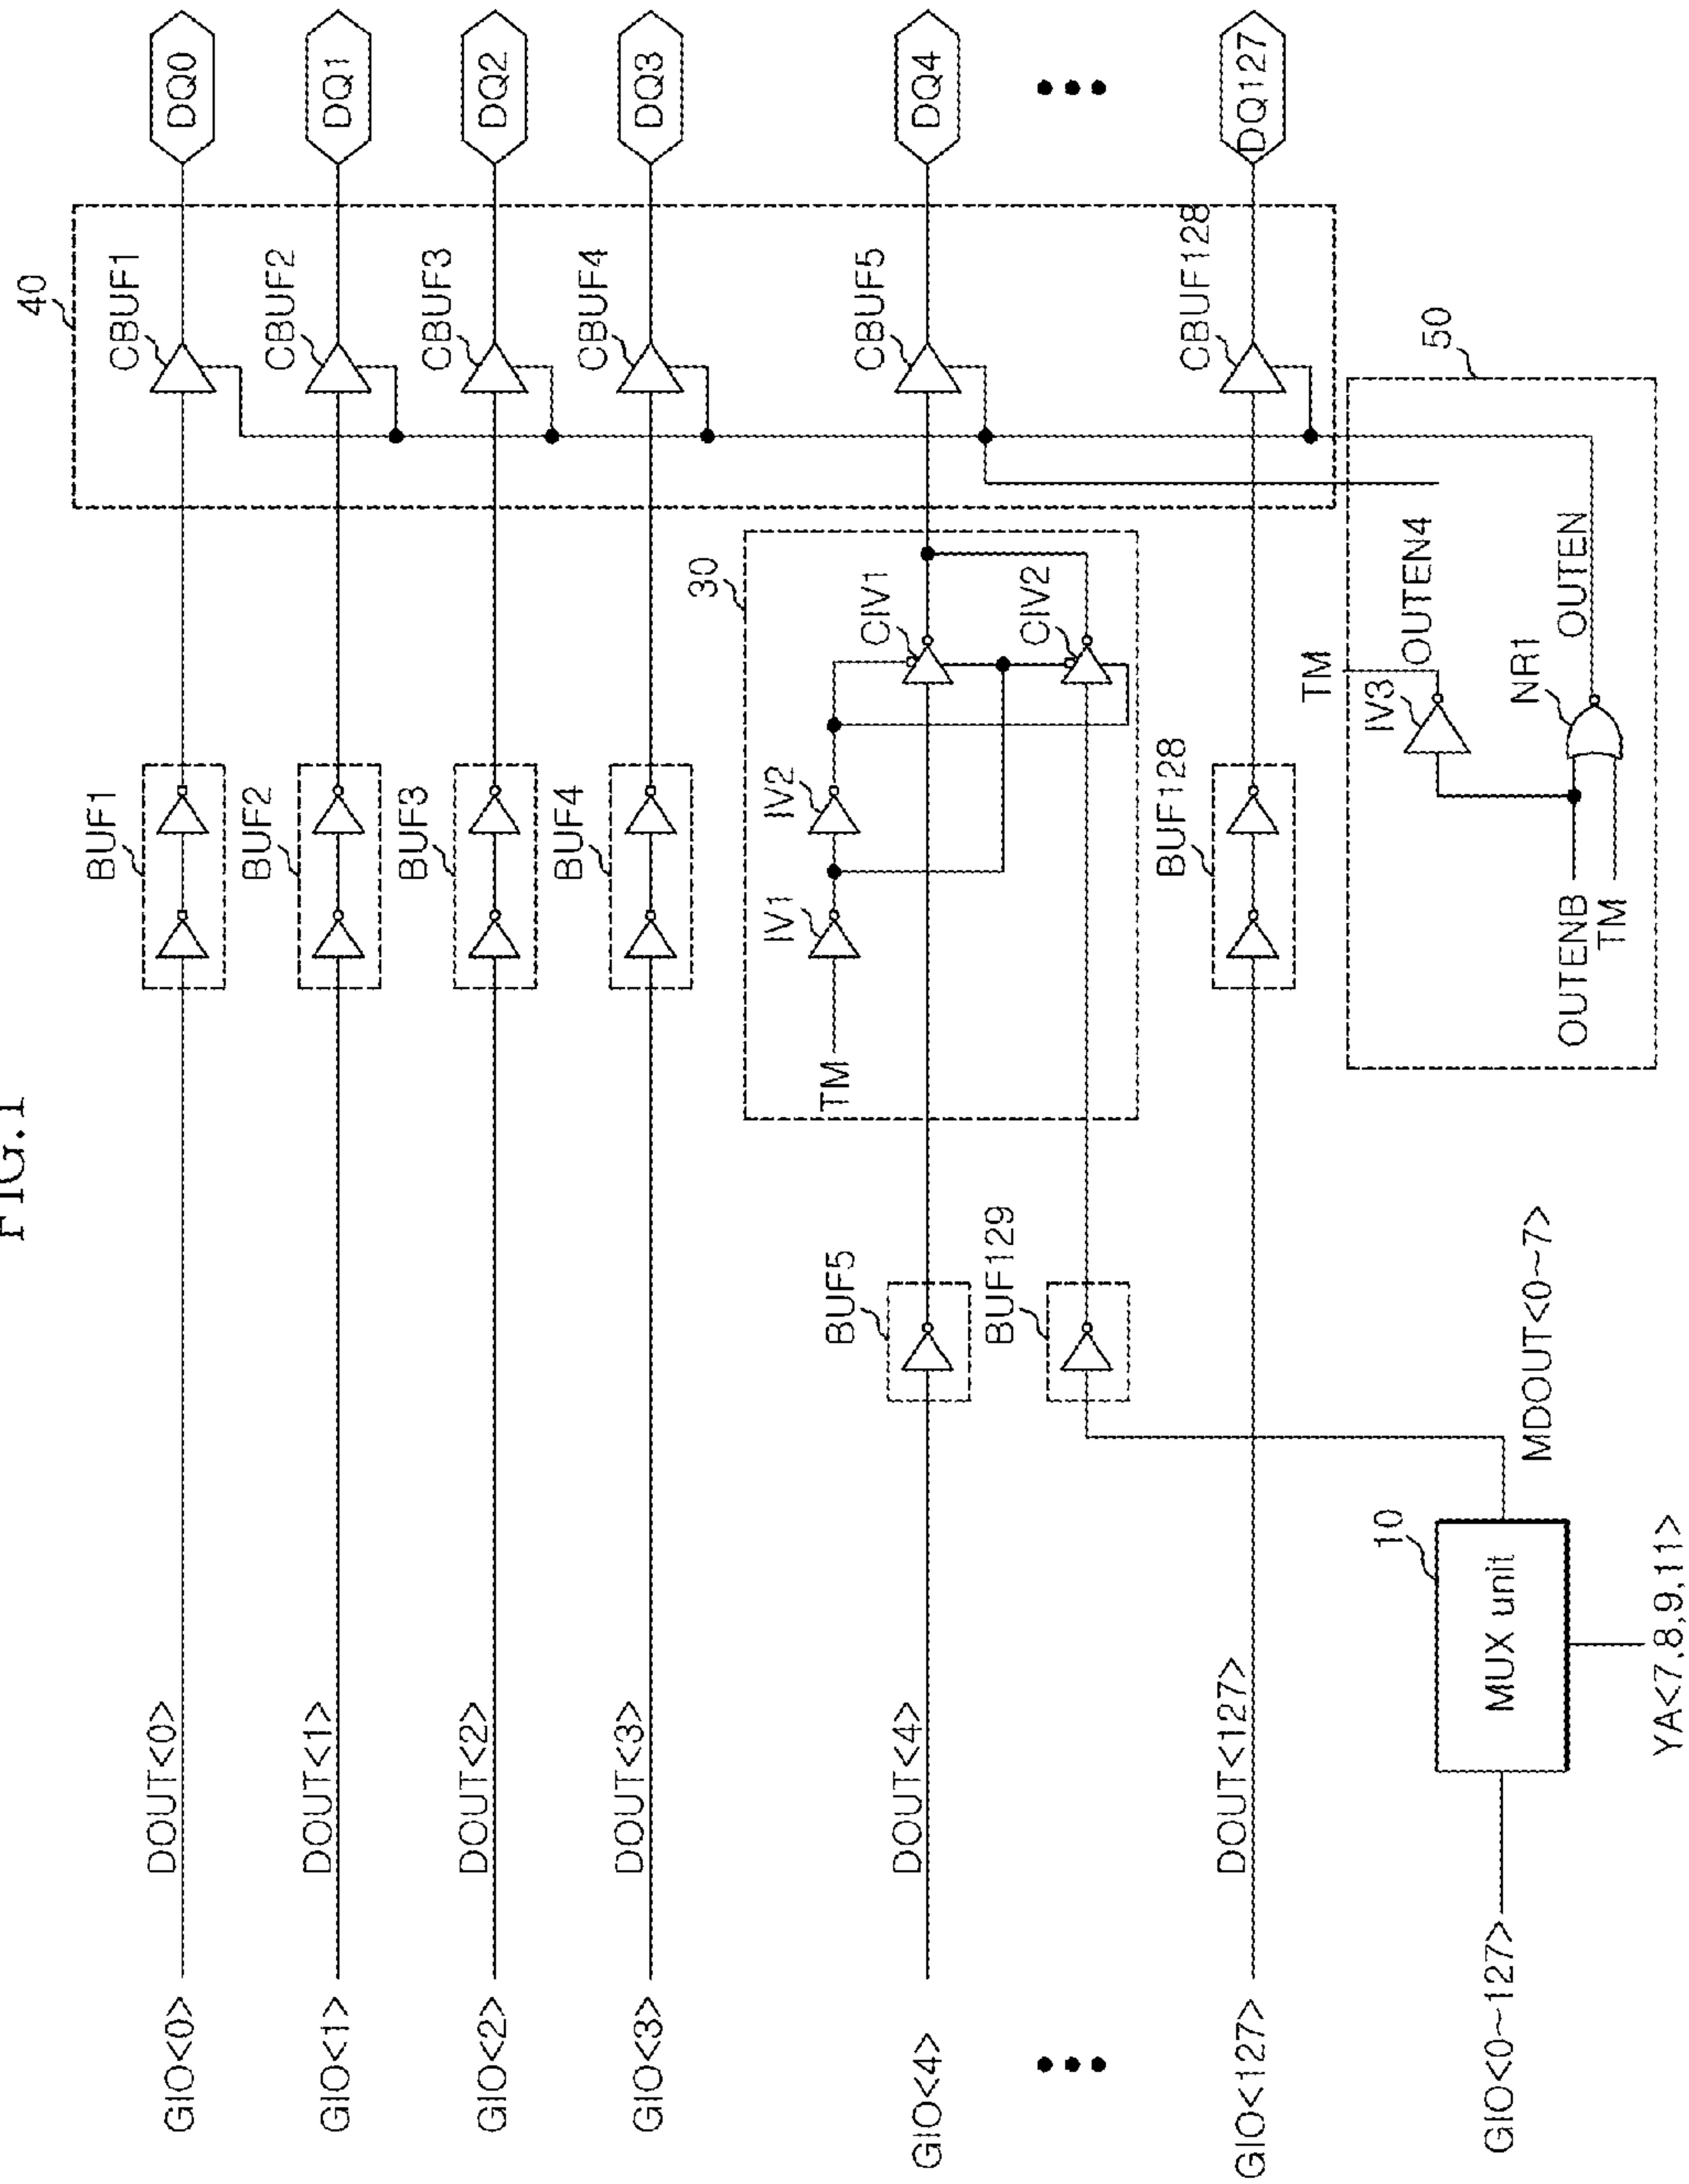 FIG.1
40
GIO<0>
DOUT<0>
BUF1
CBUF1
DQ0
GIO<1>
DOUT<1>
BUF2
CBUF2
DQ1
GIO<2>
DOUT<2>
BUF3
CBUF3
DQ2
GIO<3>
DOUT<3>
BUF4
CBUF4
DQ3
30
TM
IV1
IV2
GIO<4>
DOUT<4>
BUF5
CIV1
CBUF5
DQ4
BUF129
CIV2
GIO<127>
DOUT<127>
BUF128
CBUF128
DQ127
GIO<0~127>
10
MUX unit
MDOUT<0~7>
YA<7,8,9,11>
50
TM
IV3
OUTEN4
OUTENB
TM
NR1
OUTEN